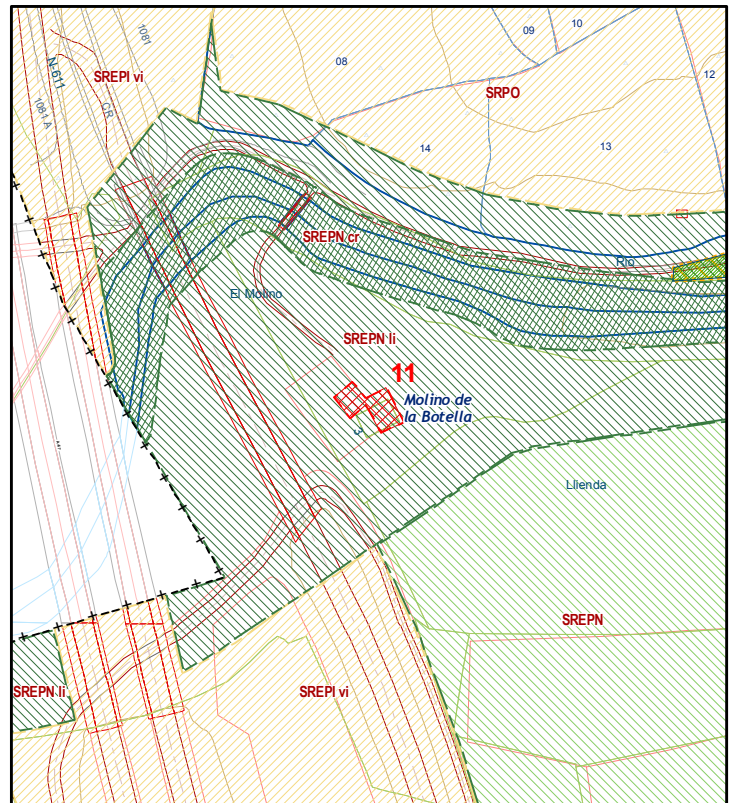 1081
09
10
08
N-611
SREPI vi
12
SRPO
1081 A
CR
14
13
SREPN cr
Río
El Molino
SREPN li
11
Molino de
la Botella
3
Llienda
SREPN
SREPN li
SREPI vi